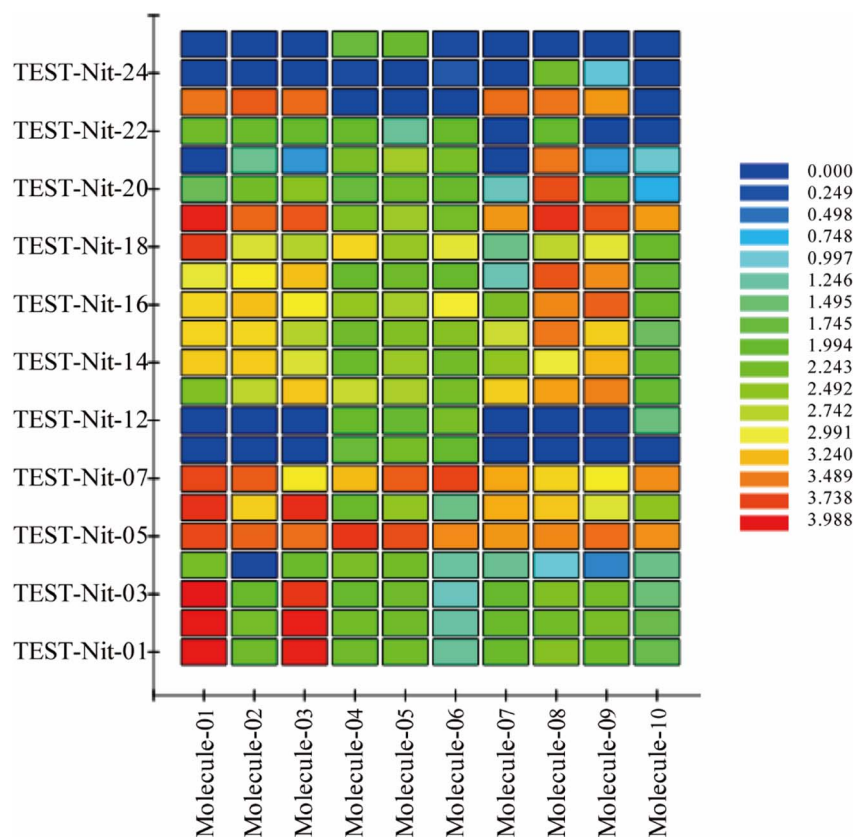 TEST-Nit-24
TEST-Nit-22
TEST-Nit-20
TEST-Nit-18
TEST-Nit-16
TEST-Nit-14
TEST-Nit-12
TEST-Nit-07
TEST-Nit-05
TEST-Nit-03
TEST-Nit-01
Molecule-01
Molecule-02
Molecule-03
Molecule-04
Molecule-05
Molecule-06
Molecule-07
Molecule-08
Molecule-09
Molecule-10
0.000
0.249
0.498
0.748
0.997
1.246
1.495
1.745
1.994
2.243
2.492
2.742
2.991
3.240
3.489
3.738
3.988